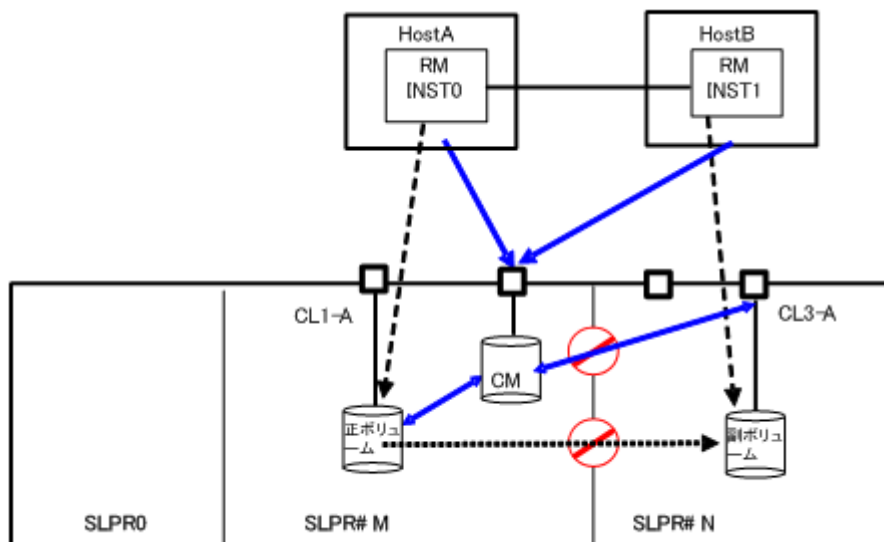 HostA
RM
INST0
HostB
RM
INST1
CL1-A
CL3-A
CM
正ボリュ
ーム
副ボリュ
ーム
SLPR0
SLPR# M
SLPR# N